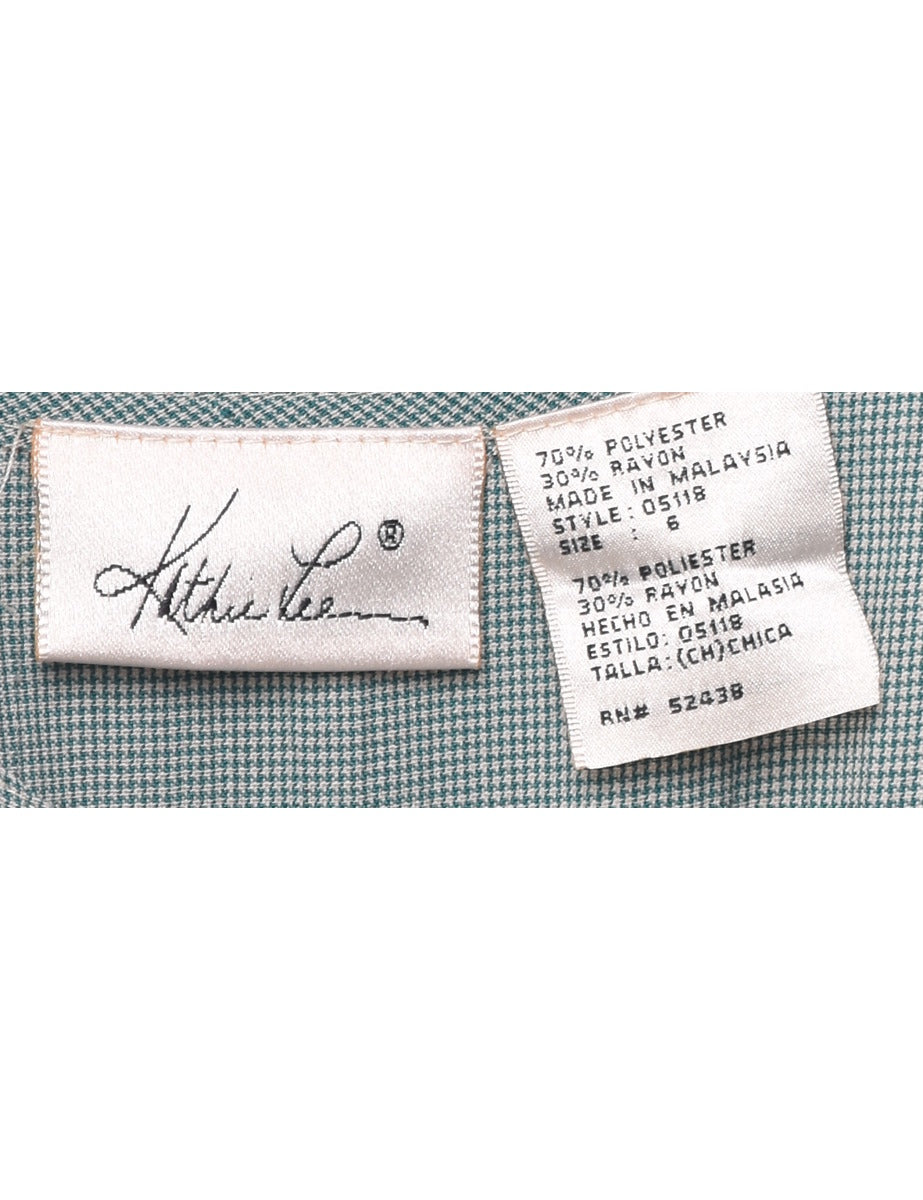 Kathie Lee ®
70% POLYESTER
30% RAYON
MADE IN MALAYSIA
STYLE: 05118
SIZE : 6
70% POLIESTER
30% RAYON
HECHO EN MALASIA
ESTILO: 05118
TALLA:(CH)CHICA
RN# 52438